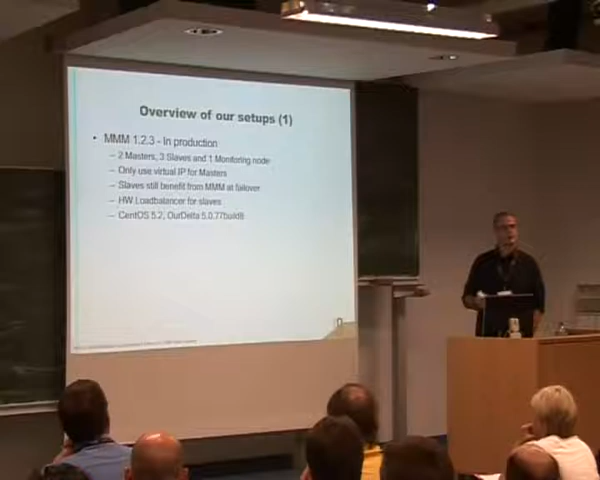 Overview of our setups (1)
• MMM 1.2.3 - In production
– 2 Masters, 3 Slaves and 1 Monitoring node
– Only use virtual IP for Masters
– Slaves still benefit from MMM at failover
– HW Loadbalancer for slaves
– CentOS 5.2, OurDelta 5.0.77build8